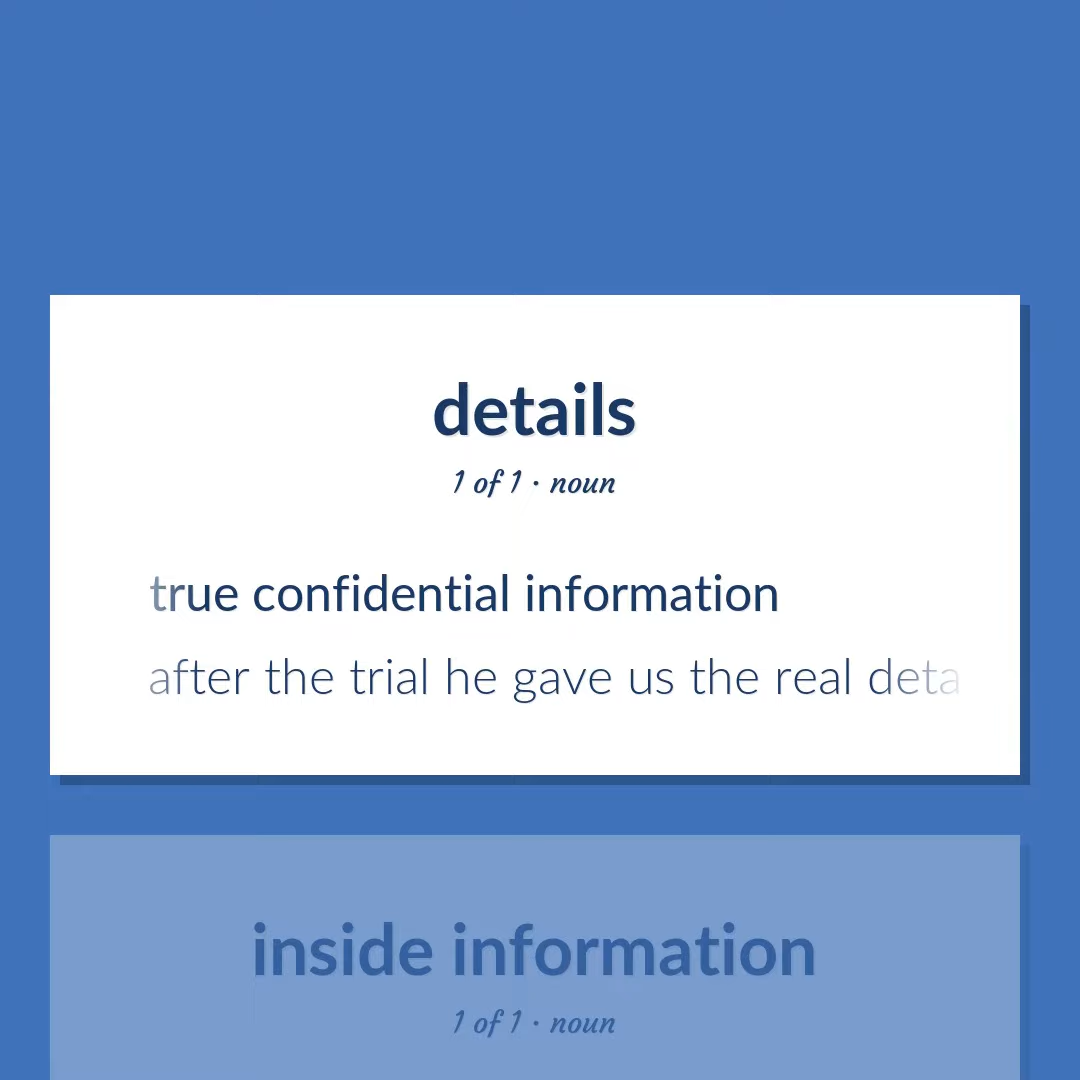 details
1 of 1 · noun
true confidential information
after the trial he gave us the real deta
inside information
1 of 1 · noun